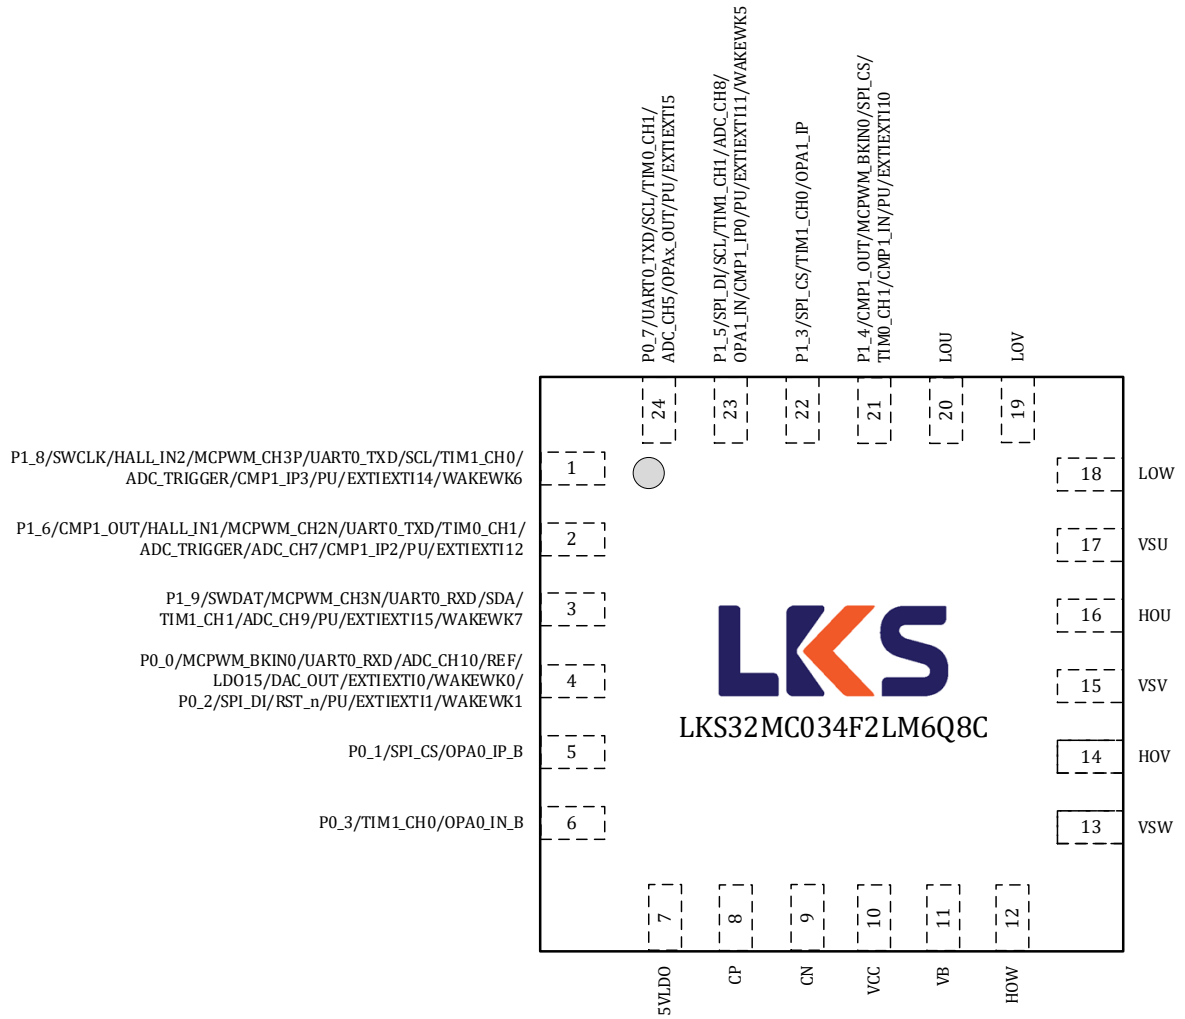 P0_7/UART0_TXD/SCL/TIM0_CH1/
ADC_CH5/OPAx_OUT/PU/EXTIEXTI5
P1_5/SPI_DI/SCL/TIM1_CH1/ADC_CH8/
OPA1_IN/CMP1_IP0/PU/EXTIEXTI11/WAKEWK5
P1_3/SPI_CS/TIM1_CH0/OPA1_IP
P1_4/CMP1_OUT/MCPWM_BKIN0/SPI_CS/
TIM0_CH1/CMP1_IN/PU/EXTIEXTI10
LOU
LOV
24
23
22
21
20
19
P1_8/SWCLK/HALL_IN2/MCPWM_CH3P/UART0_TXD/SCL/TIM1_CH0/
ADC_TRIGGER/CMP1_IP3/PU/EXTIEXTI14/WAKEWK6
1
P1_6/CMP1_OUT/HALL_IN1/MCPWM_CH2N/UART0_TXD/TIM0_CH1/
ADC_TRIGGER/ADC_CH7/CMP1_IP2/PU/EXTIEXTI12
2
P1_9/SWDAT/MCPWM_CH3N/UART0_RXD/SDA/
TIM1_CH1/ADC_CH9/PU/EXTIEXTI15/WAKEWK7
3
P0_0/MCPWM_BKIN0/UART0_RXD/ADC_CH10/REF/
LDO15/DAC_OUT/EXTIEXTI0/WAKEWK0/
P0_2/SPI_DI/RST_n/PU/EXTIEXTI1/WAKEWK1
4
P0_1/SPI_CS/OPA0_IP_B
5
P0_3/TIM1_CH0/OPA0_IN_B
6
LKS
LKS32MC034F2LM6Q8C
18 LOW
17 VSU
16 HOU
15 VSV
14 HOV
13 VSW
7
8
9
10
11
12
5VLDO
CP
CN
VCC
VB
HOW